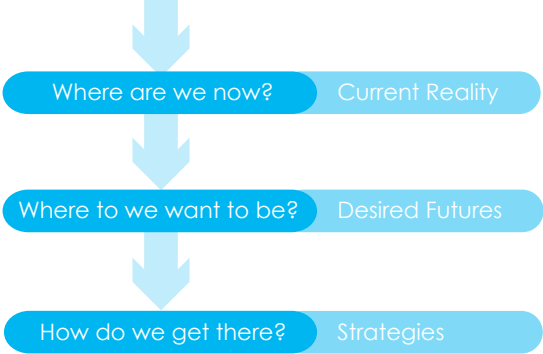 Where are we now? Current Reality
Where to we want to be? Desired Futures
How do we get there? Strategies